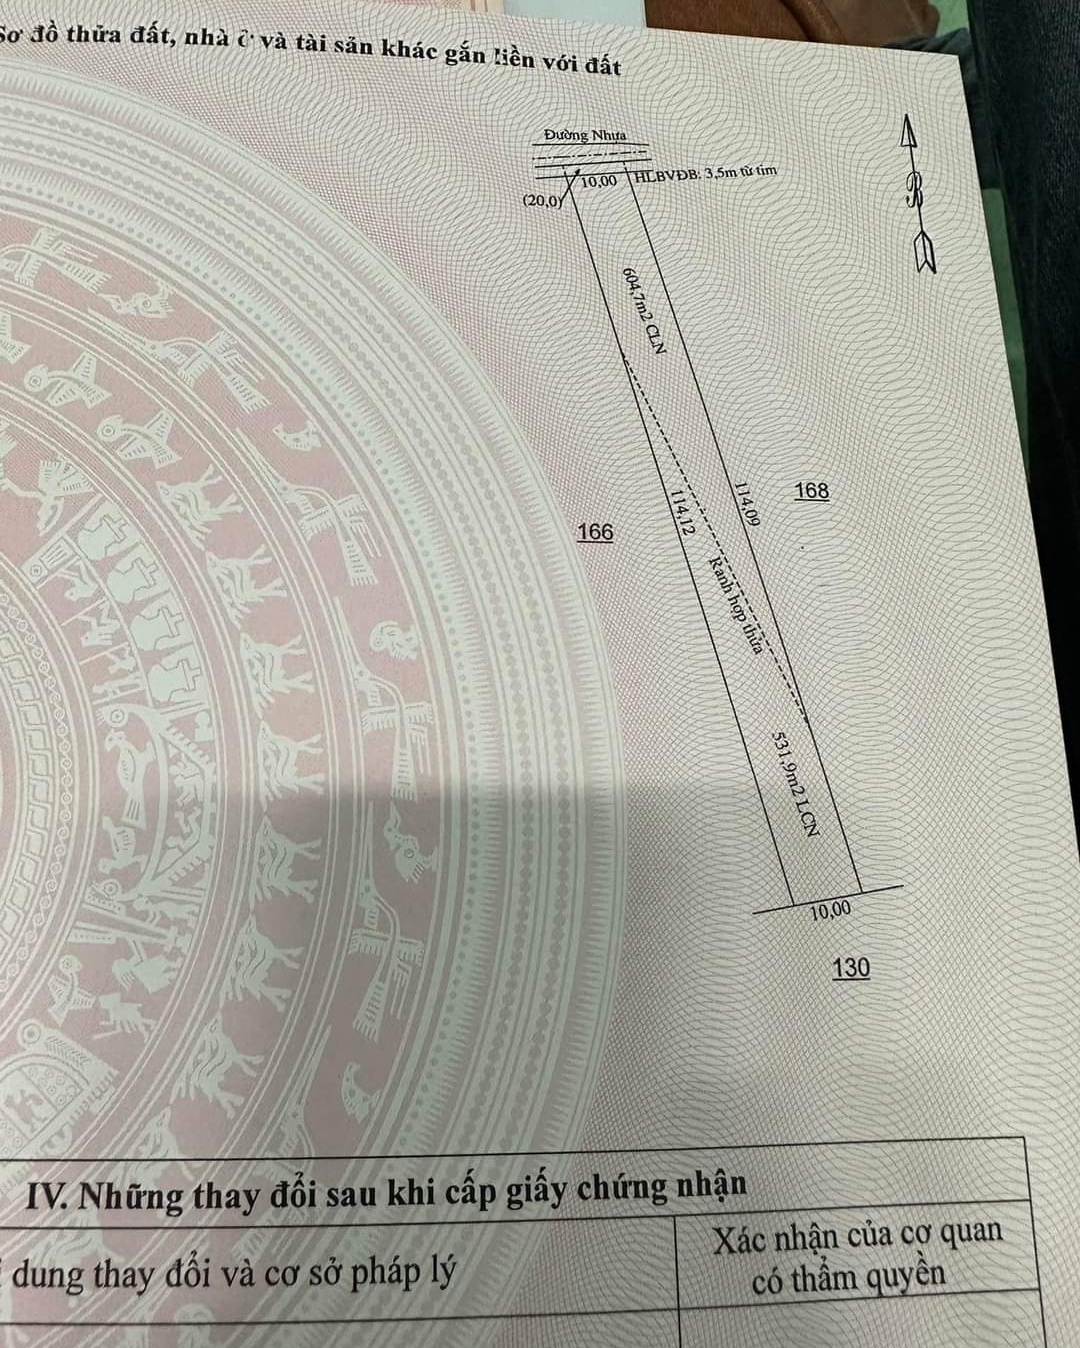 Sơ đồ thửa đất, nhà ở và tài sản khác gắn liền với đất
Đường Nhựa
10,00
HLBVĐB: 3,5m từ tim
(20,0)
B
604,7m2 CLN
114,12
114,09
168
166
Ranh hợp thửa
531,9m2 LCN
10,00
130
IV. Những thay đổi sau khi cấp giấy chứng nhận
dung thay đổi và cơ sở pháp lý
Xác nhận của cơ quan
có thẩm quyền